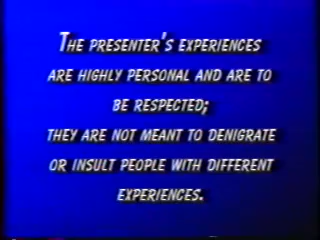 THE PRESENTER'S EXPERIENCES
ARE HIGHLY PERSONAL AND ARE TO
BE RESPECTED;
THEY ARE NOT MEANT TO DENIGRATE
OR INSULT PEOPLE WITH DIFFERENT
EXPERIENCES.